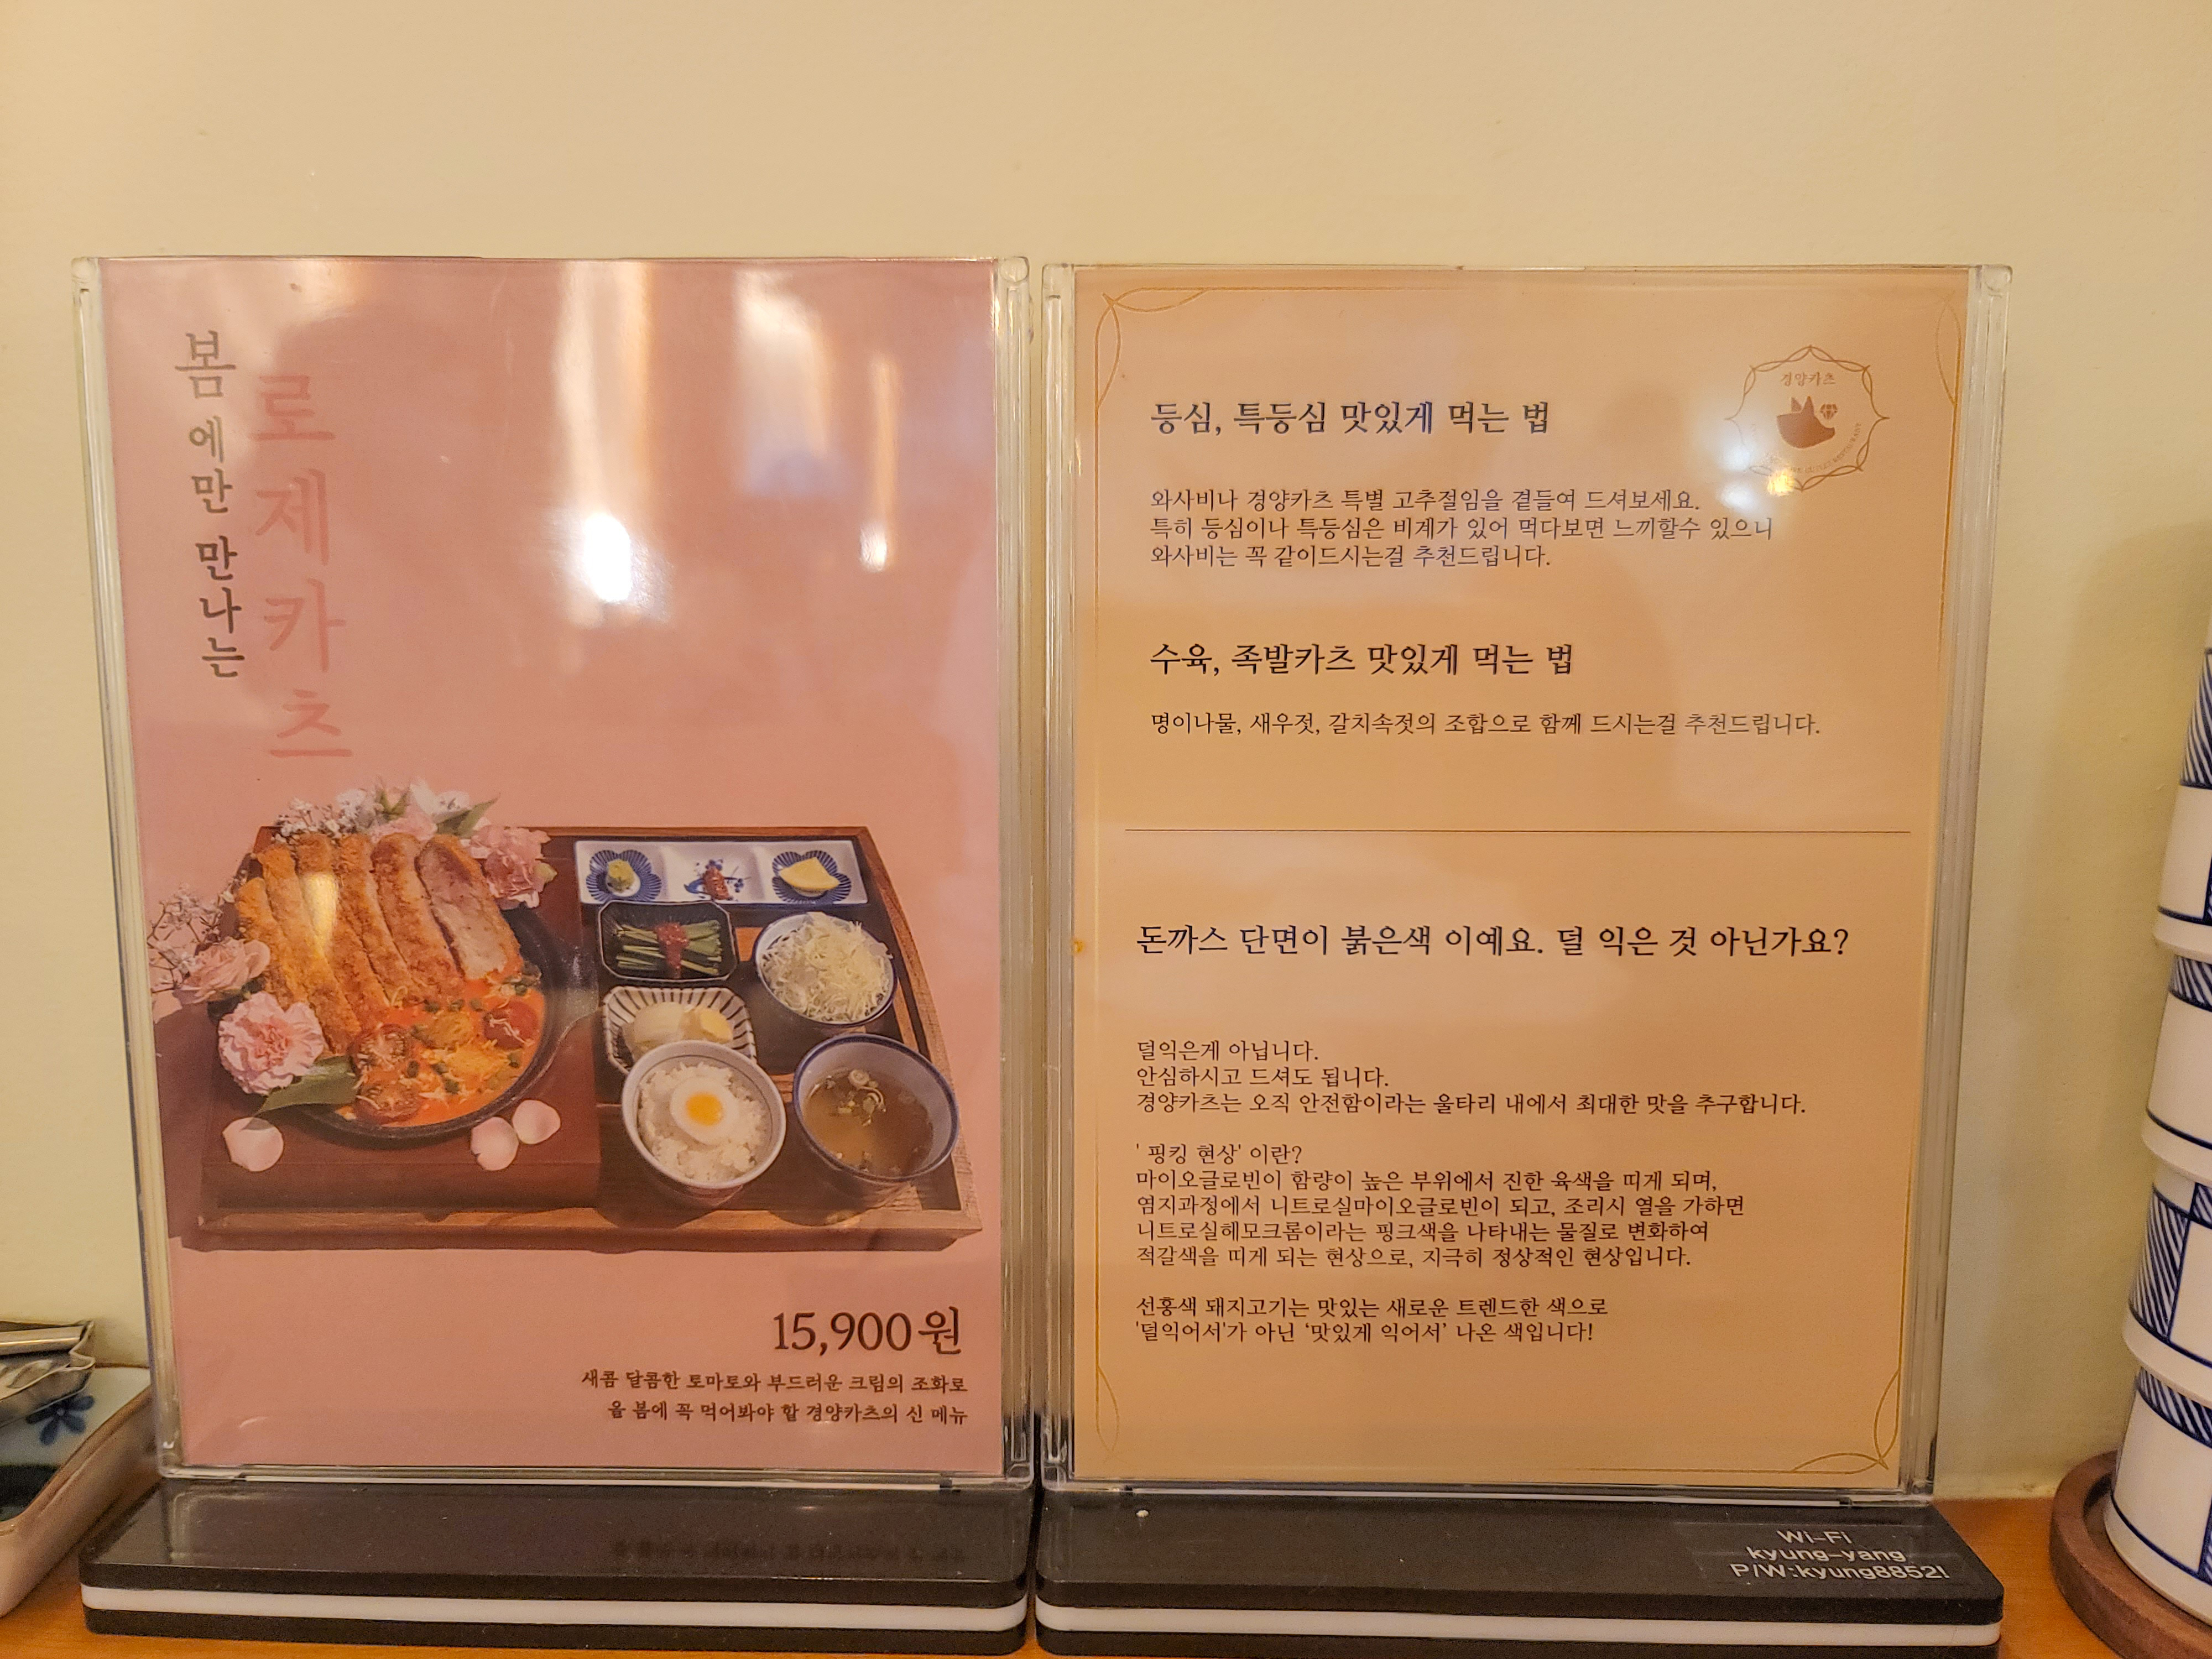 봄에만 만나는
로제카츠
15,900원
새콤 달콤한 토마토와 부드러운 크림의 조화로
올 봄에 꼭 먹어봐야 할 경양카츠의 신 메뉴
경양카츠
등심, 특등심 맛있게 먹는 법
와사비나 경양카츠 특별 고추절임을 곁들여 드셔보세요.
특히 등심이나 특등심은 비계가 있어 먹다보면 느끼할수 있으니
와사비는 꼭 같이드시는걸 추천드립니다.
수육, 족발카츠 맛있게 먹는 법
명이나물, 새우젓, 갈치속젓의 조합으로 함께 드시는걸 추천드립니다.
돈까스 단면이 붉은색 이예요. 덜 익은 것 아닌가요?
덜익은게 아닙니다.
안심하시고 드셔도 됩니다.
경양카츠는 오직 안전함이라는 울타리 내에서 최대한 맛을 추구합니다.
' 핑킹 현상' 이란?
마이오글로빈이 함량이 높은 부위에서 진한 육색을 띠게 되며,
염지과정에서 니트로실마이오글로빈이 되고, 조리시 열을 가하면
니트로실헤모크롬이라는 핑크색을 나타내는 물질로 변화하여
적갈색을 띠게 되는 현상으로, 지극히 정상적인 현상입니다.
선홍색 돼지고기는 맛있는 새로운 트렌드한 색으로
'덜익어서'가 아닌 ‘맛있게 익어서’ 나온 색입니다!
Wi-Fi
kyung-yang
P/W:kyung8852!